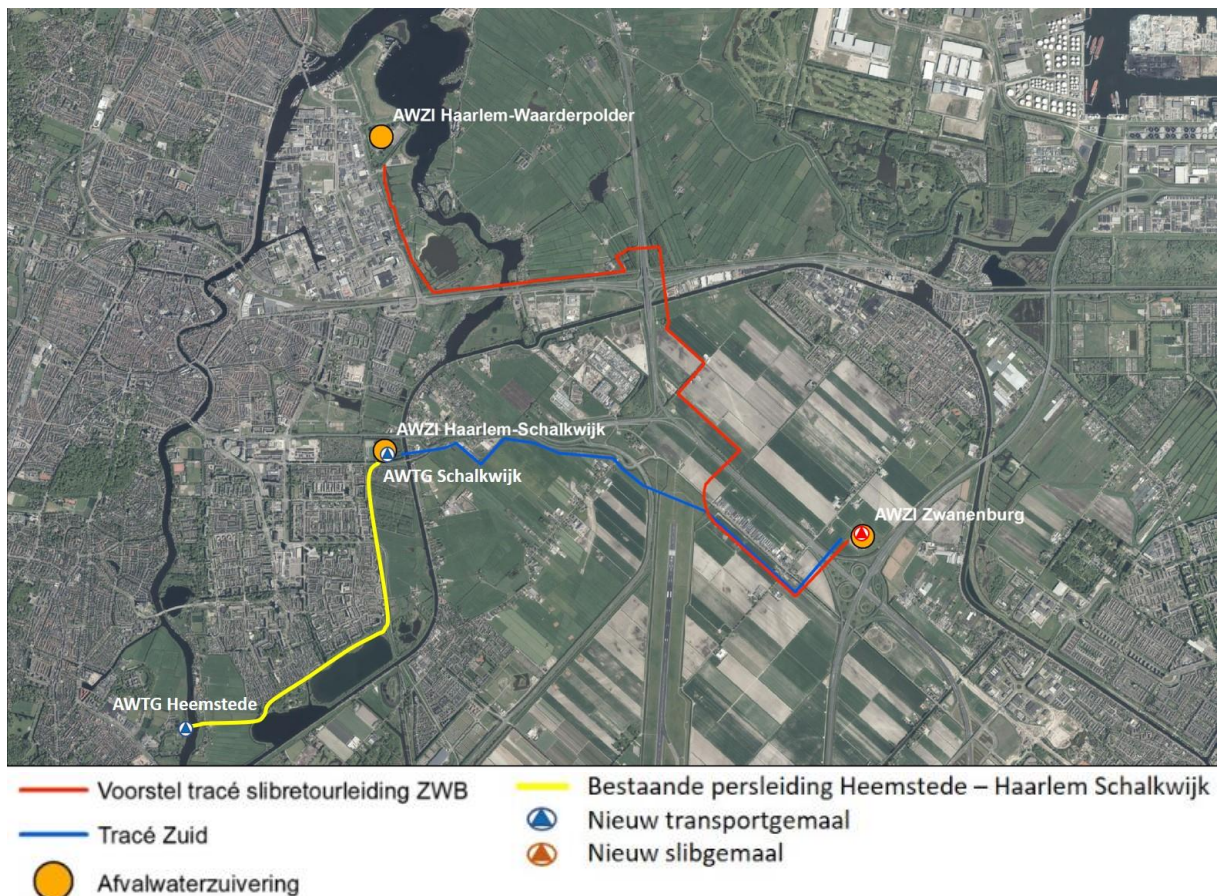 AWZI Haarlem-Waarderpolder
AWZI Haarlem-Schalkwijk
AWTG Schalkwijk
AWZI Zwanenburg
AWTG Heemstede
Voorstel tracé slibretourleiding ZWB
Tracé Zuid
Afvalwaterzuivering
Bestaande persleiding Heemstede – Haarlem Schalkwijk
Nieuw transportgemaal
Nieuw slibgemaal